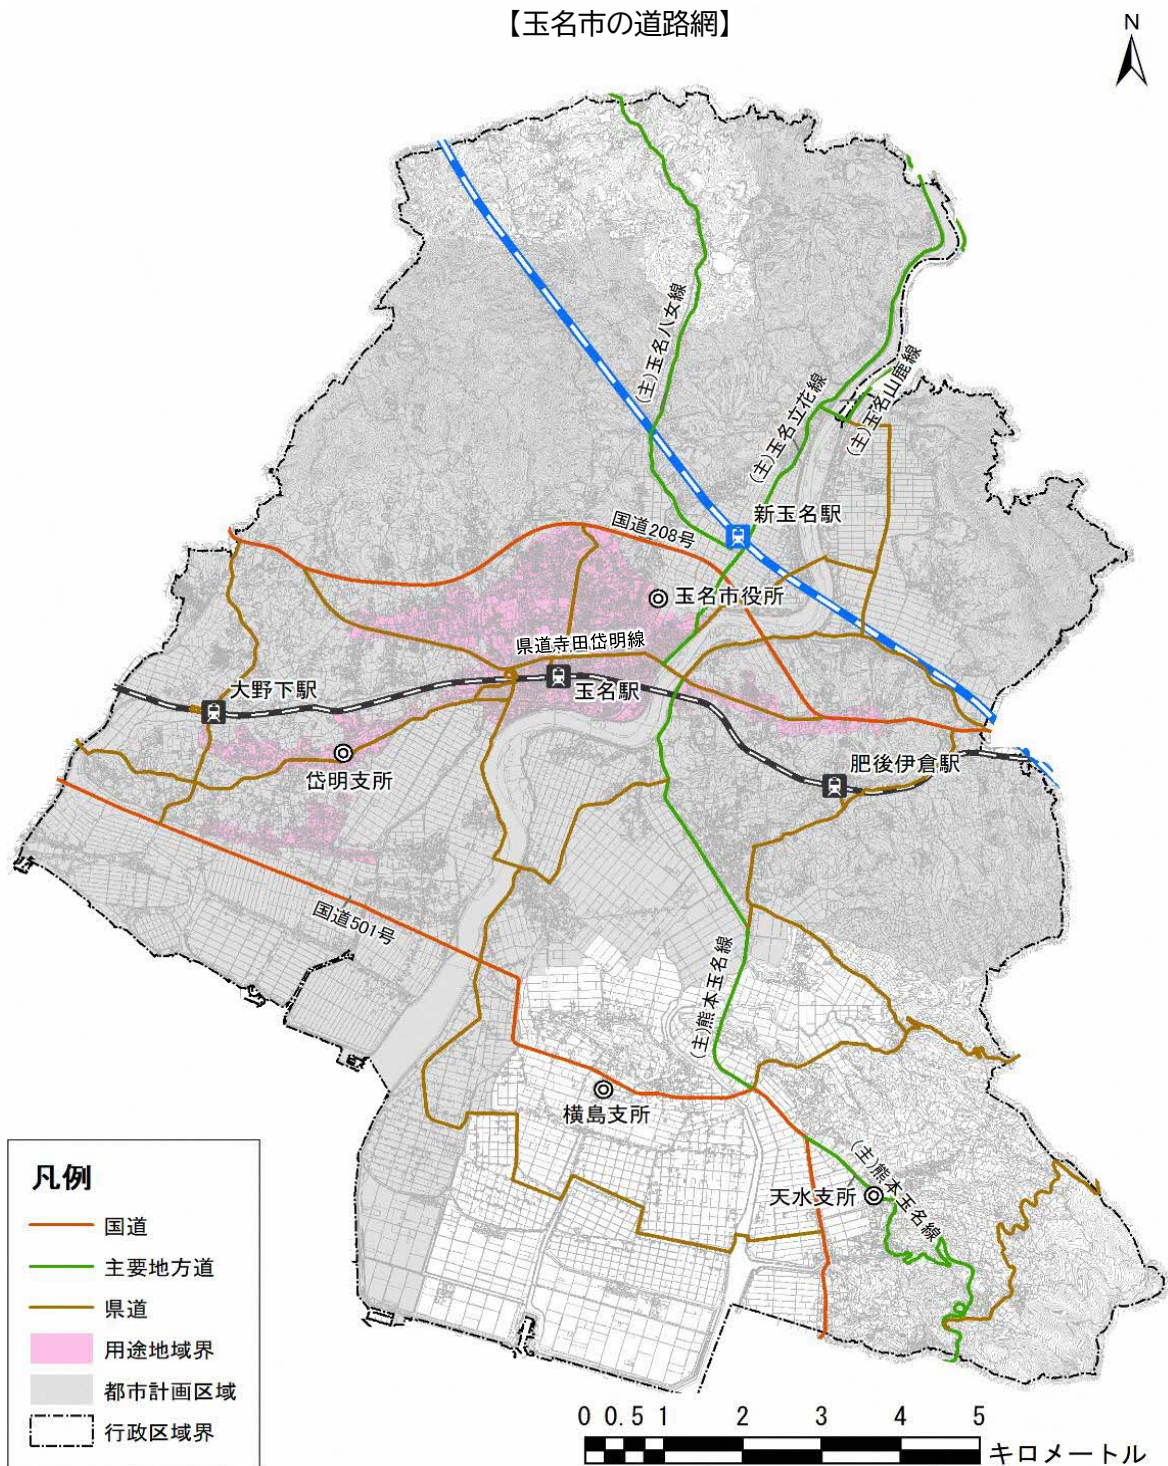 【玉名市の道路網】
N
(主)玉名八女線
(主)玉名立花線
(主)玉名山鹿線
新玉名駅
国道208号
玉名市役所
県道寺田岱明線
大野下駅
玉名駅
岱明支所
肥後伊倉駅
国道501号
(主)熊本玉名線
横島支所
天水支所
(主)熊本玉名線
凡例
国道
主要地方道
県道
用途地域界
都市計画区域
行政区域界
0 0.5 1 2 3 4 5
キロメートル